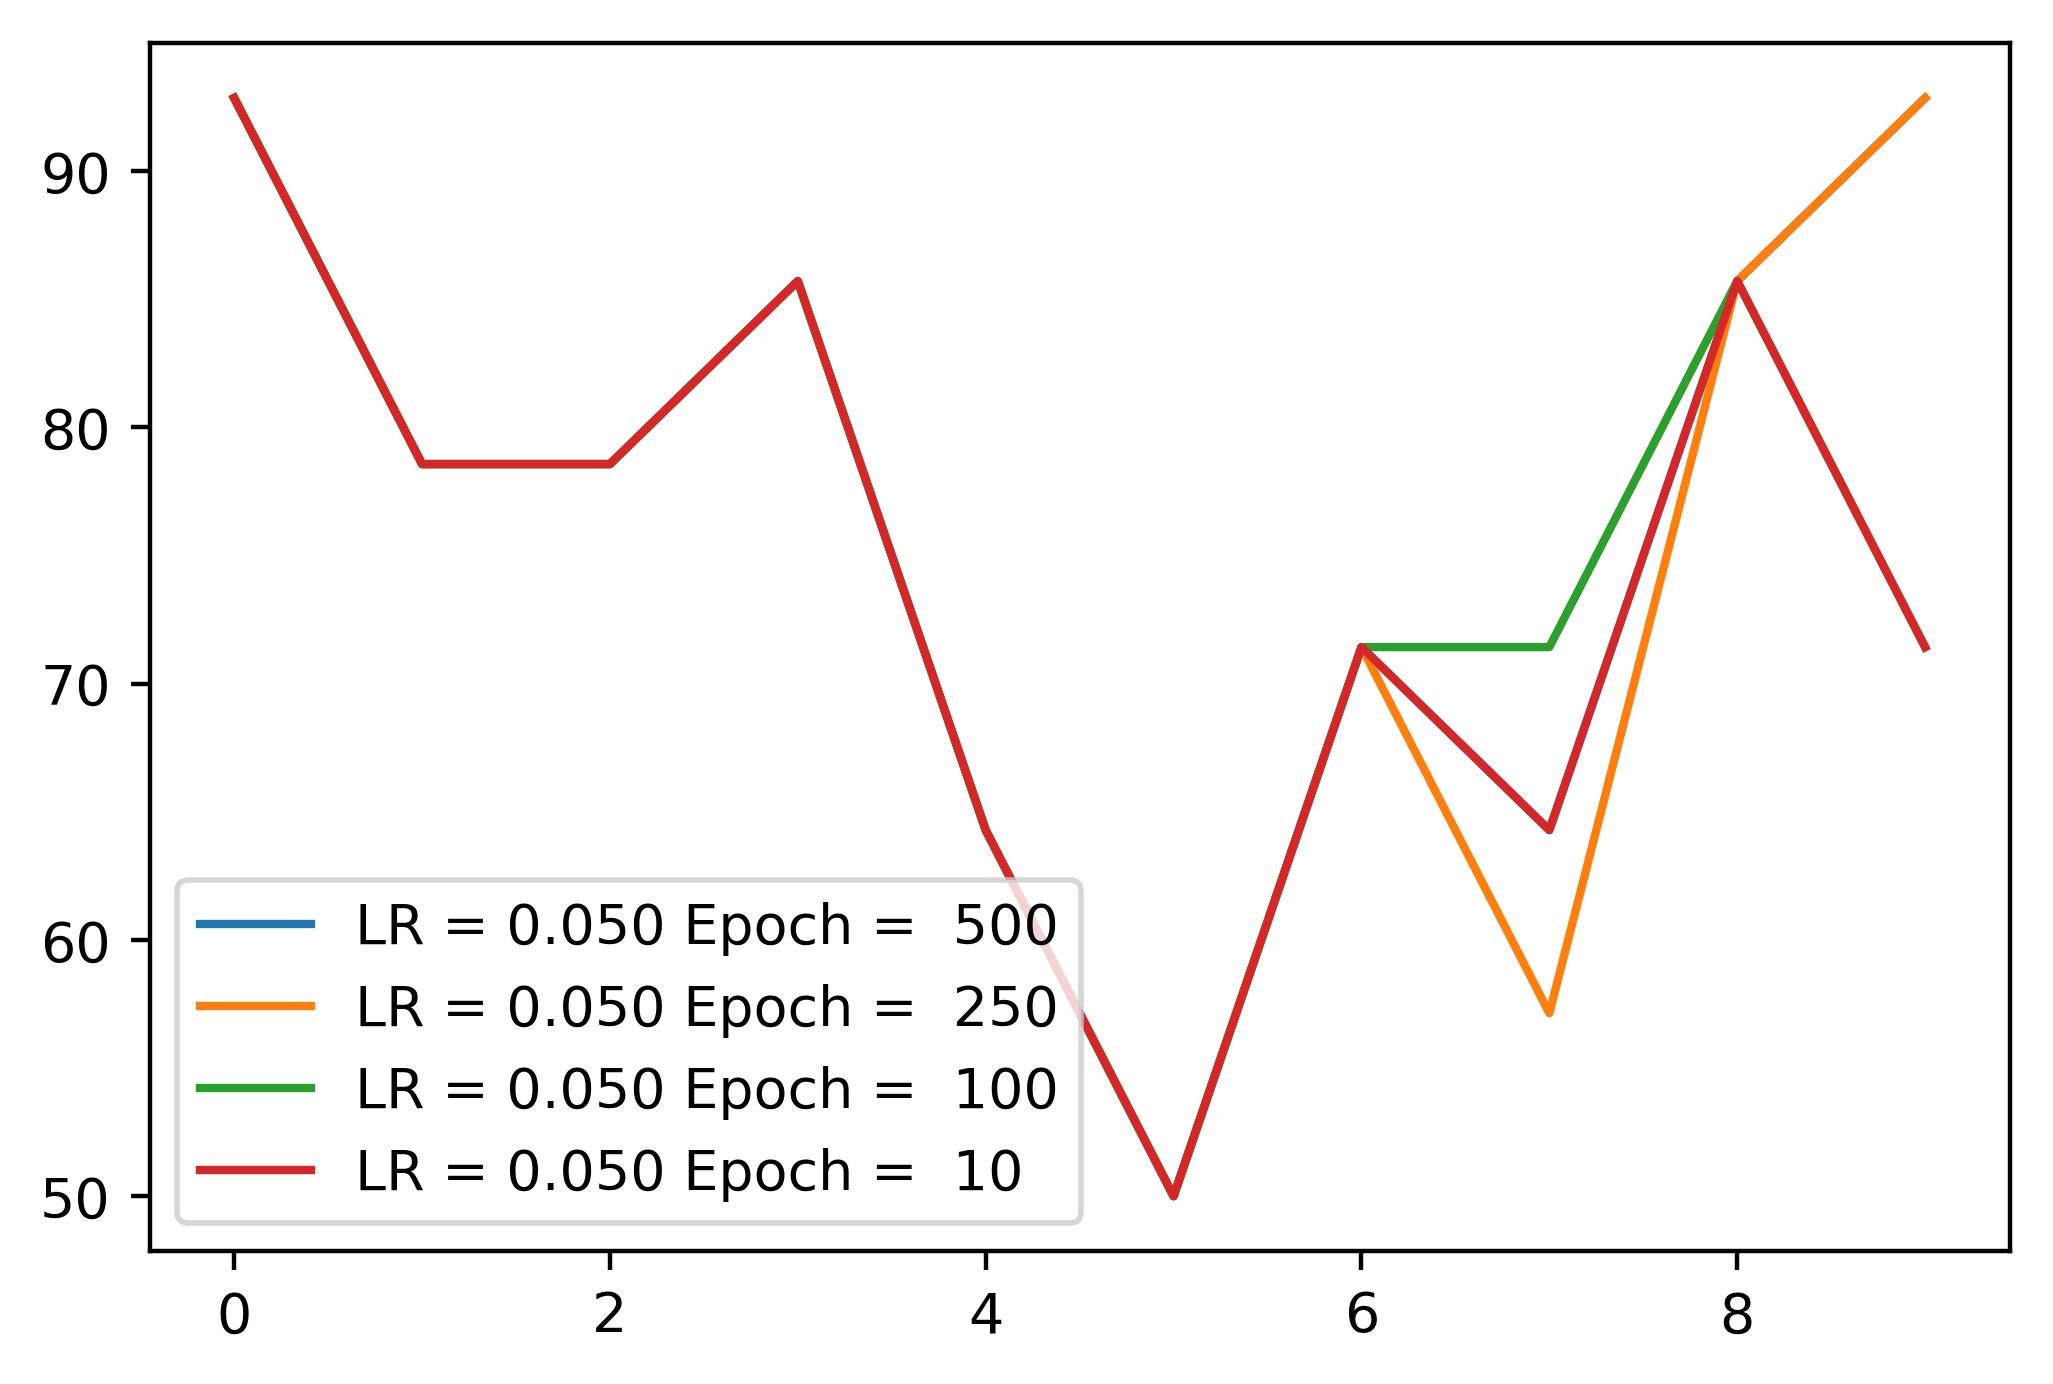 90
80
70
60
50
LR = 0.050 Epoch =  500
LR = 0.050 Epoch =  250
LR = 0.050 Epoch =  100
LR = 0.050 Epoch =  10
0 2 4 6 8